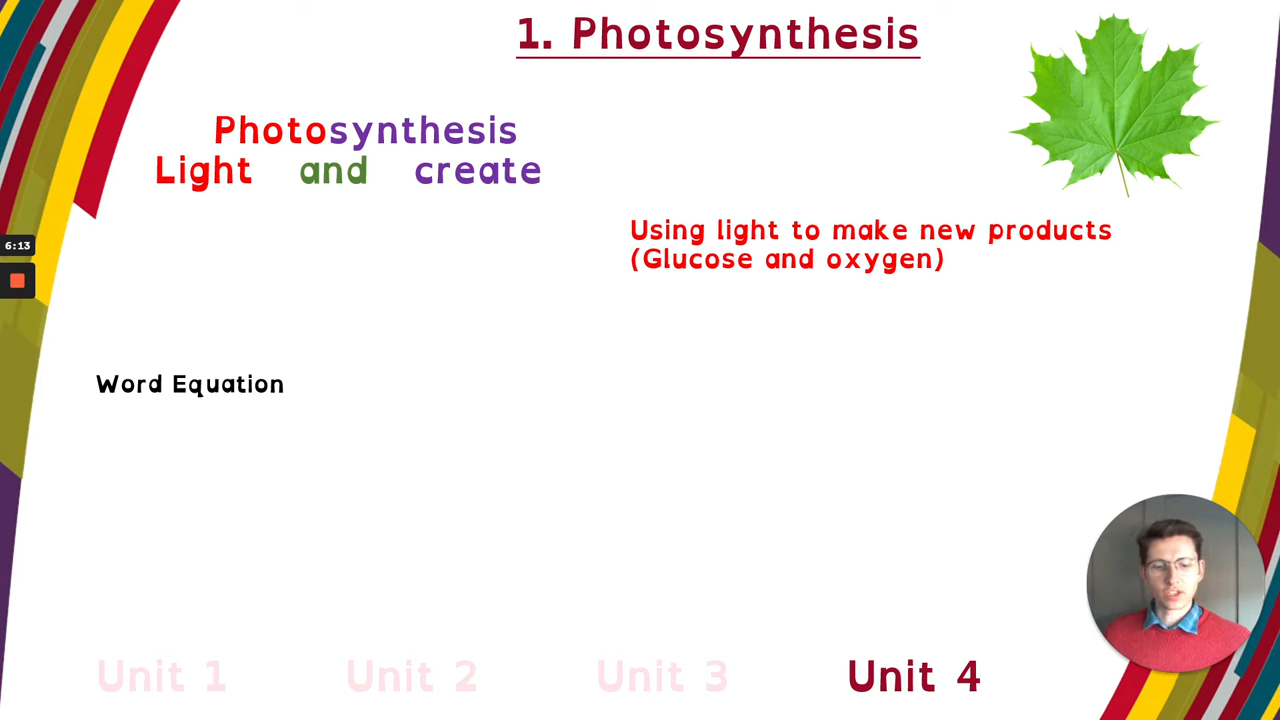 1. Photosynthesis
Photosynthesis
Light and create
Using light to make new products
(Glucose and oxygen)
6:13
Word Equation
Unit 1 Unit 2 Unit 3 Unit 4